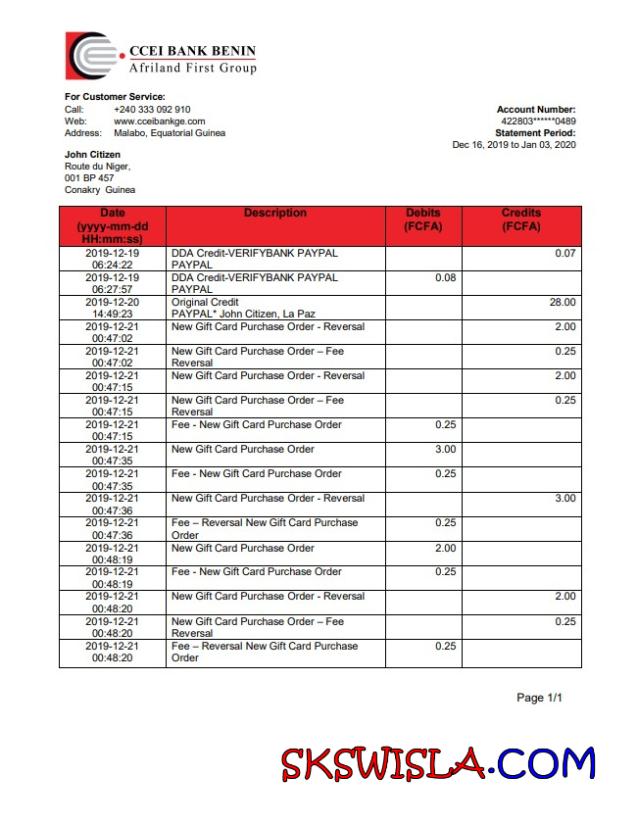 CCEI BANK BENIN
Afriland First Group
For Customer Service:
Call: +240 333 092 910
Web: www.cceibankge.com
Address: Malabo, Equatorial Guinea
Account Number:
422803******0489
Statement Period:
Dec 16, 2019 to Jan 03, 2020
John Citizen
Route du Niger,
001 BP 457
Conakry Guinea
Date Description Debits Credits
(yyyy-mm-dd (FCFA) (FCFA)
HH:mm:ss)
2019-12-19 DDA Credit-VERIFYBANK PAYPAL 0.07
06:24:22 PAYPAL
2019-12-19 DDA Credit-VERIFYBANK PAYPAL 0.08
06:27:57 PAYPAL
2019-12-20 Original Credit 28.00
14:49:23 PAYPAL* John Citizen, La Paz
2019-12-21 New Gift Card Purchase Order - Reversal 2.00
00:47:02
2019-12-21 New Gift Card Purchase Order – Fee 0.25
00:47:02 Reversal
2019-12-21 New Gift Card Purchase Order - Reversal 2.00
00:47:15
2019-12-21 New Gift Card Purchase Order – Fee 0.25
00:47:15 Reversal
2019-12-21 Fee - New Gift Card Purchase Order 0.25
00:47:15
2019-12-21 New Gift Card Purchase Order 3.00
00:47:35
2019-12-21 Fee - New Gift Card Purchase Order 0.25
00:47:35
2019-12-21 New Gift Card Purchase Order - Reversal 3.00
00:47:36
2019-12-21 Fee – Reversal New Gift Card Purchase 0.25
00:47:36 Order
2019-12-21 New Gift Card Purchase Order 2.00
00:48:19
2019-12-21 Fee - New Gift Card Purchase Order 0.25
00:48:19
2019-12-21 New Gift Card Purchase Order - Reversal 2.00
00:48:20
2019-12-21 New Gift Card Purchase Order – Fee 0.25
00:48:20 Reversal
2019-12-21 Fee – Reversal New Gift Card Purchase 0.25
00:48:20 Order
Page 1/1
SKSWISLA.COM